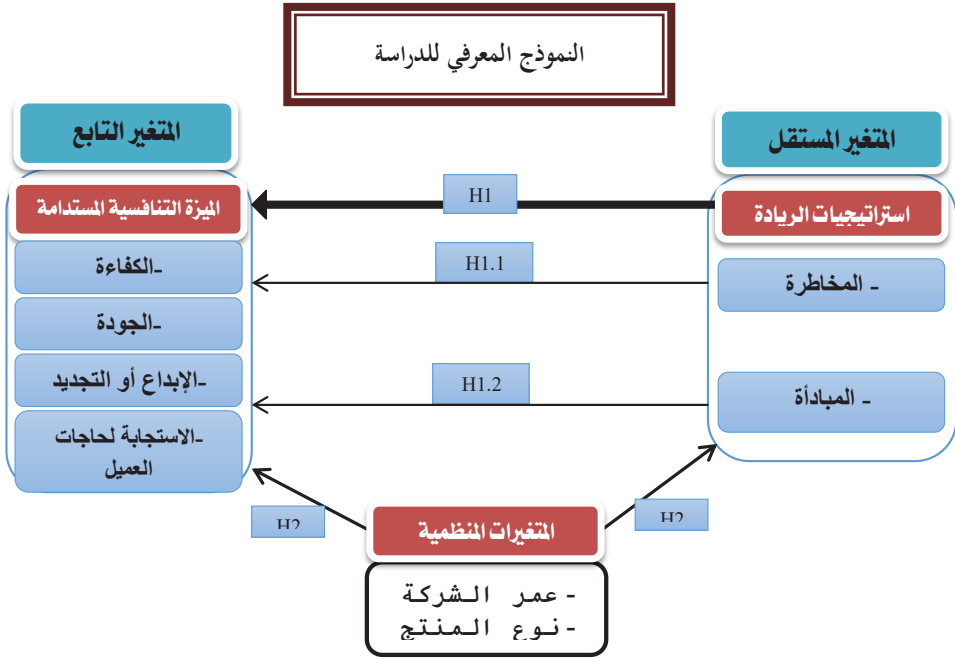 النموذج المعرفي للدراسة
المتغير المستقل
المتغير التابع
استراتيجيات الريادة
H1
الميزة التنافسية المستدامة
- المخاطرة
H1.1
-الكفاءة
-الجودة
- المبادأة
H1.2
-الإبداع أو التجديد
-الاستجابة لحاجات
العميل
H2
H2
المتغيرات المنظمية
- عمر الشركة
-نوع المنتج